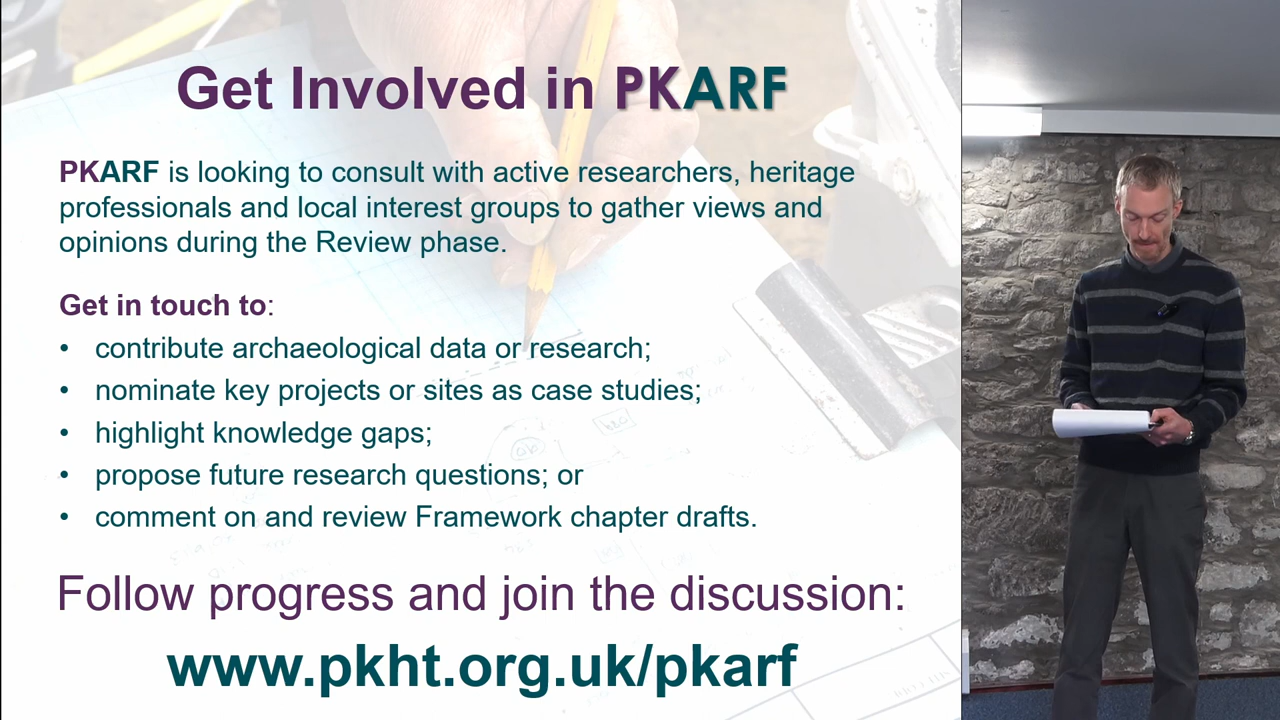 Get Involved in PKARF
PKARF is looking to consult with active researchers, heritage
professionals and local interest groups to gather views and
opinions during the Review phase.
Get in touch to:
• contribute archaeological data or research;
• nominate key projects or sites as case studies;
• highlight knowledge gaps;
• propose future research questions; or
• comment on and review Framework chapter drafts.
Follow progress and join the discussion:
www.pkht.org.uk/pkarf